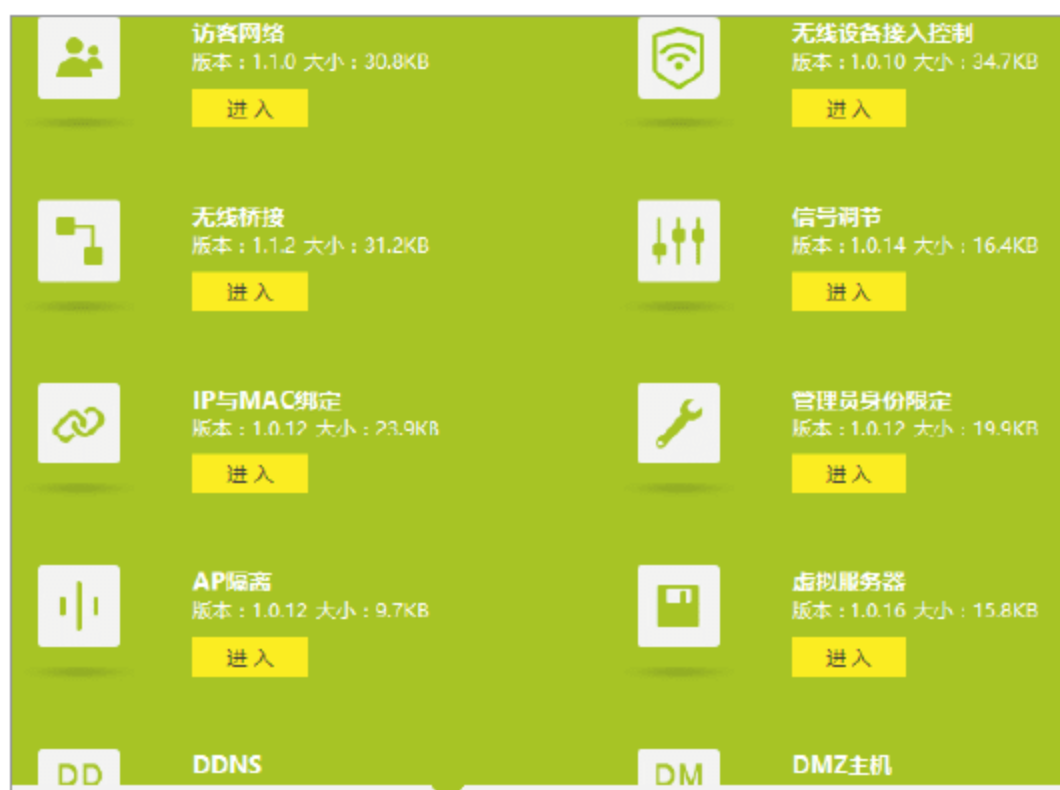 访客网络
版本：1.1.0 大小：30.8KB
进入
无线设备接入控制
版本：1.0.10 大小：34.7KB
进入
无线桥接
版本：1.1.2 大小：31.2KB
进入
信号调节
版本：1.0.14 大小：16.4KB
进入
IP与MAC绑定
版本：1.0.12 大小：23.9KB
进入
管理员身份限定
版本：1.0.12 大小：19.9KB
进入
AP隔离
版本：1.0.12 大小：9.7KB
进入
虚拟服务器
版本：1.0.16 大小：15.8KB
进入
DD
DDNS
DM
DMZ主机